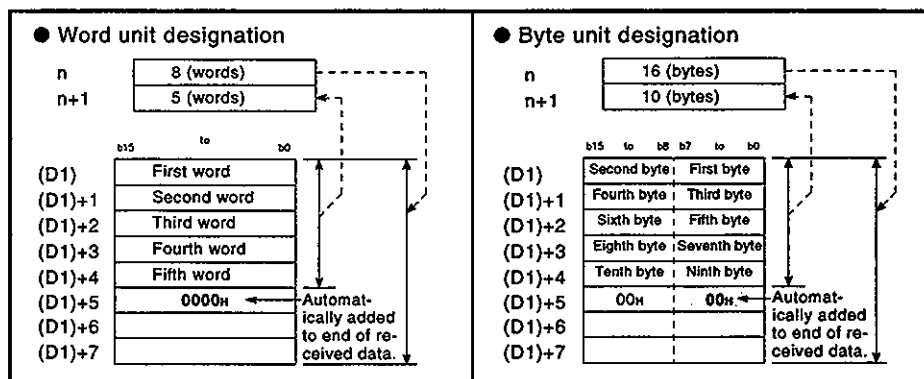 ● Word unit designation
n 8 (words)
n+1 5 (words)
b15 to b0
(D1) First word
(D1)+1 Second word
(D1)+2 Third word
(D1)+3 Fourth word
(D1)+4 Fifth word
(D1)+5 0000H Automat-
(D1)+6 ically added
to end of re-
(D1)+7 ceived data.
● Byte unit designation
n 16 (bytes)
n+1 10 (bytes)
b15 to b8 b7 to b0
(D1) Second byte First byte
(D1)+1 Fourth byte Third byte
(D1)+2 Sixth byte Fifth byte
(D1)+3 Eighth byte Seventh byte
(D1)+4 Tenth byte Ninth byte
(D1)+5 00H 00H Automat-
(D1)+6 ically added
to end of re-
(D1)+7 ceived data.